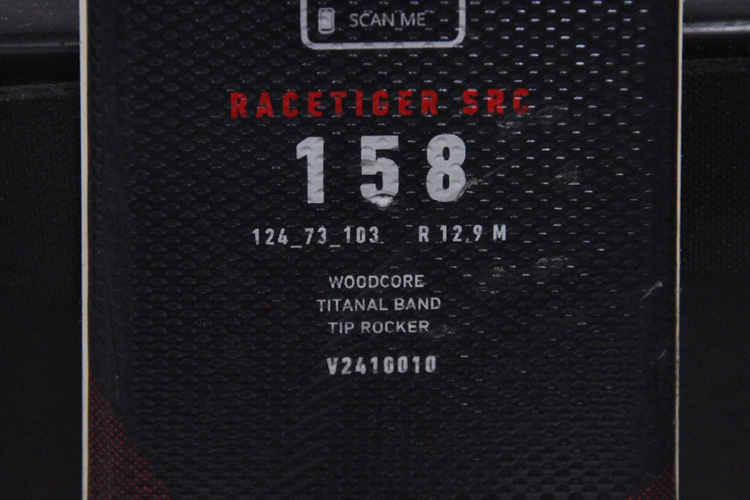 SCAN ME
RACETIGER SRC
158
124_73_103 R 12.9 M
WOODCORE
TITANAL BAND
TIP ROCKER
V2410010